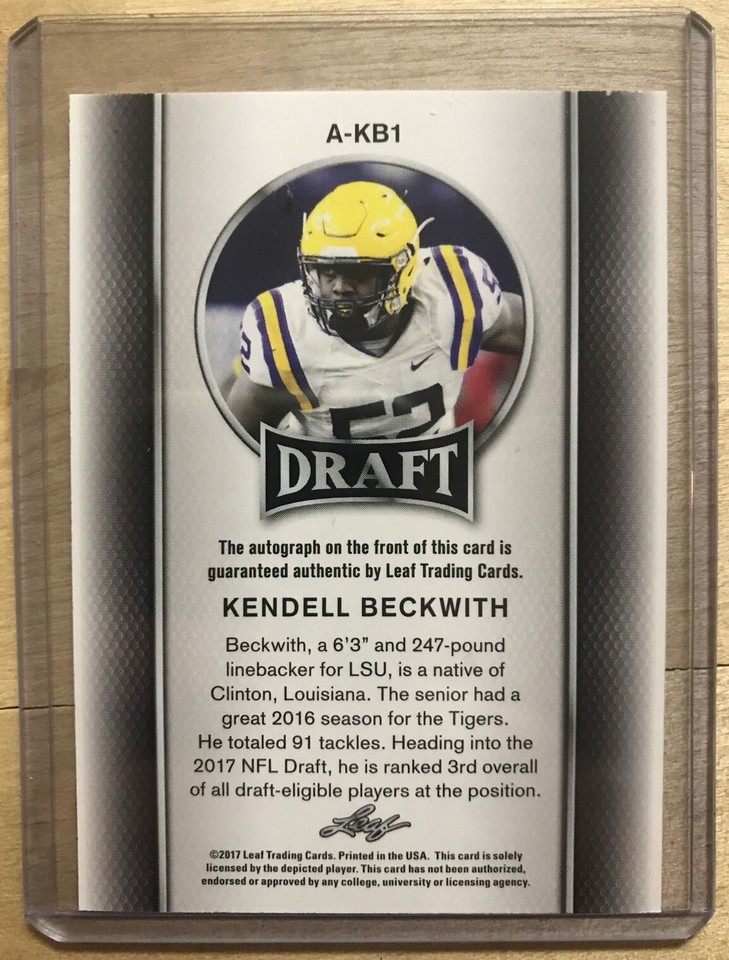 A-KB1
52
DRAFT
The autograph on the front of this card is
guaranteed authentic by Leaf Trading Cards.
KENDELL BECKWITH
Beckwith, a 6'3" and 247-pound
linebacker for LSU, is a native of
Clinton, Louisiana. The senior had a
great 2016 season for the Tigers.
He totaled 91 tackles. Heading into the
2017 NFL Draft, he is ranked 3rd overall
of all draft-eligible players at the position.
Leaf
©2017 Leaf Trading Cards. Printed in the USA. This card is solely
licensed by the depicted player. This card has not been authorized,
endorsed or approved by any college, university or licensing agency.